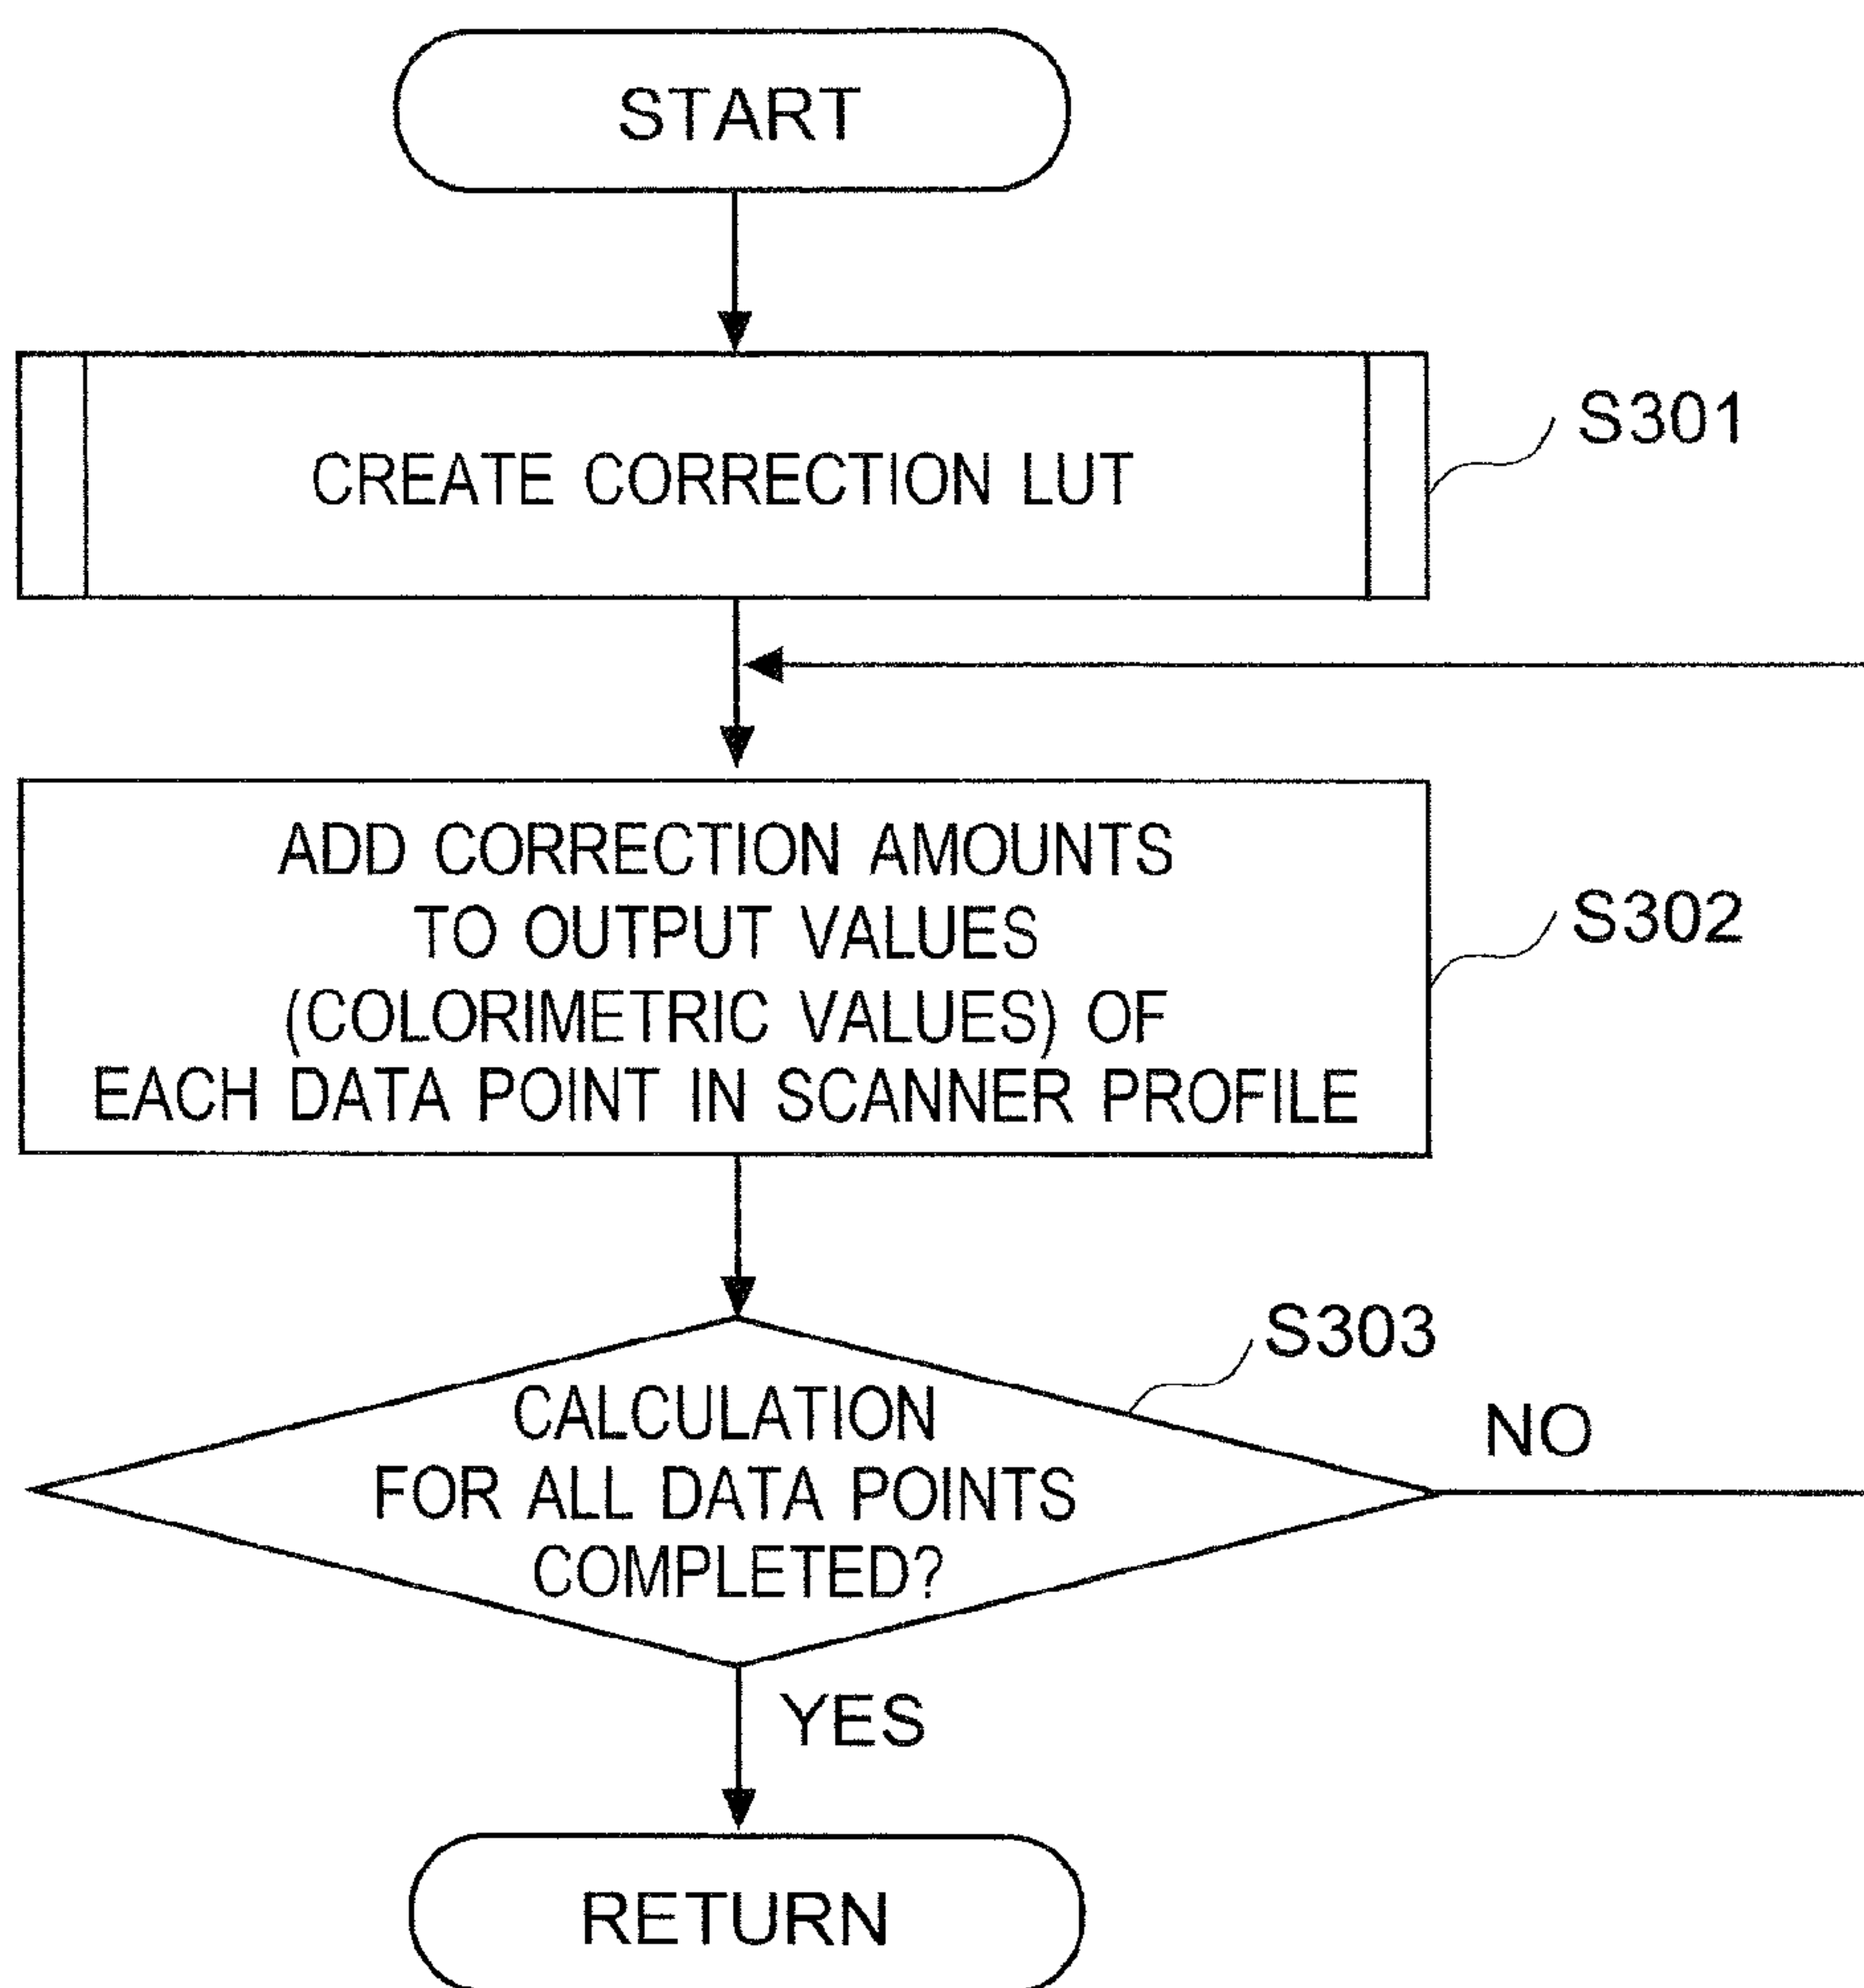 START
CREATE CORRECTION LUT
S301
ADD CORRECTION AMOUNTS
TO OUTPUT VALUES
(COLORIMETRIC VALUES) OF
EACH DATA POINT IN SCANNER PROFILE
S302
S303
CALCULATION
FOR ALL DATA POINTS
COMPLETED?
NO
YES
RETURN